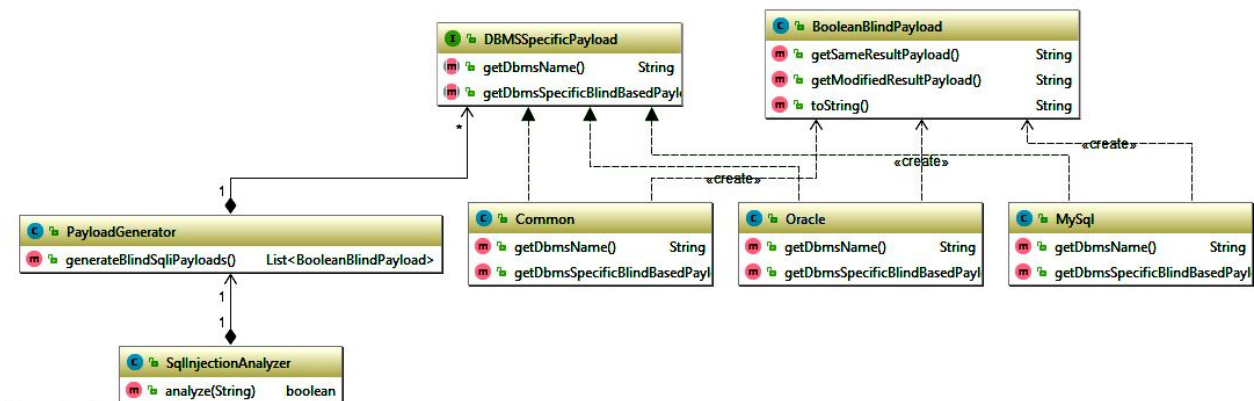 DBMSSpecificPayload
getDbmsName() String
getDbmsSpecificBlindBasedPayl
BooleanBlindPayload
getSameResultPayload() String
getModifiedResultPayload() String
toString() String
*
«create»
«create»
«create»
1
PayloadGenerator
generateBlindSqliPayloads() List<BooleanBlindPayload>
Common
getDbmsName() String
getDbmsSpecificBlindBasedPayl
Oracle
getDbmsName() String
getDbmsSpecificBlindBasedPayl
MySql
getDbmsName() String
getDbmsSpecificBlindBasedPayl
1
1
SqlInjectionAnalyzer
analyze(String) boolean